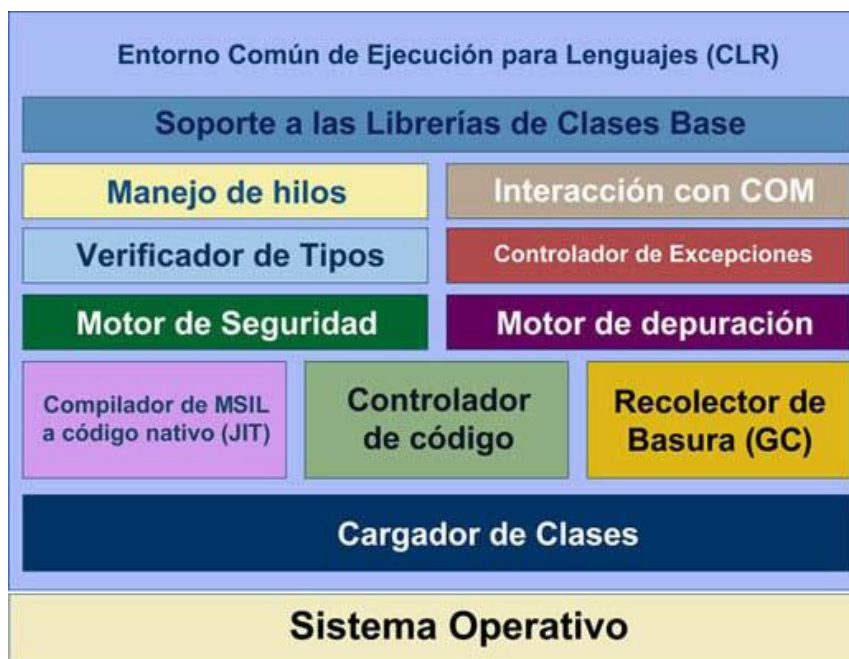 Entorno Común de Ejecución para Lenguajes (CLR)
Soporte a las Librerías de Clases Base
Manejo de hilos
Interacción con COM
Verificador de Tipos
Controlador de Excepciones
Motor de Seguridad
Motor de depuración
Compilador de MSIL
a código nativo (JIT)
Controlador
de código
Recolector de
Basura (GC)
Cargador de Clases
Sistema Operativo